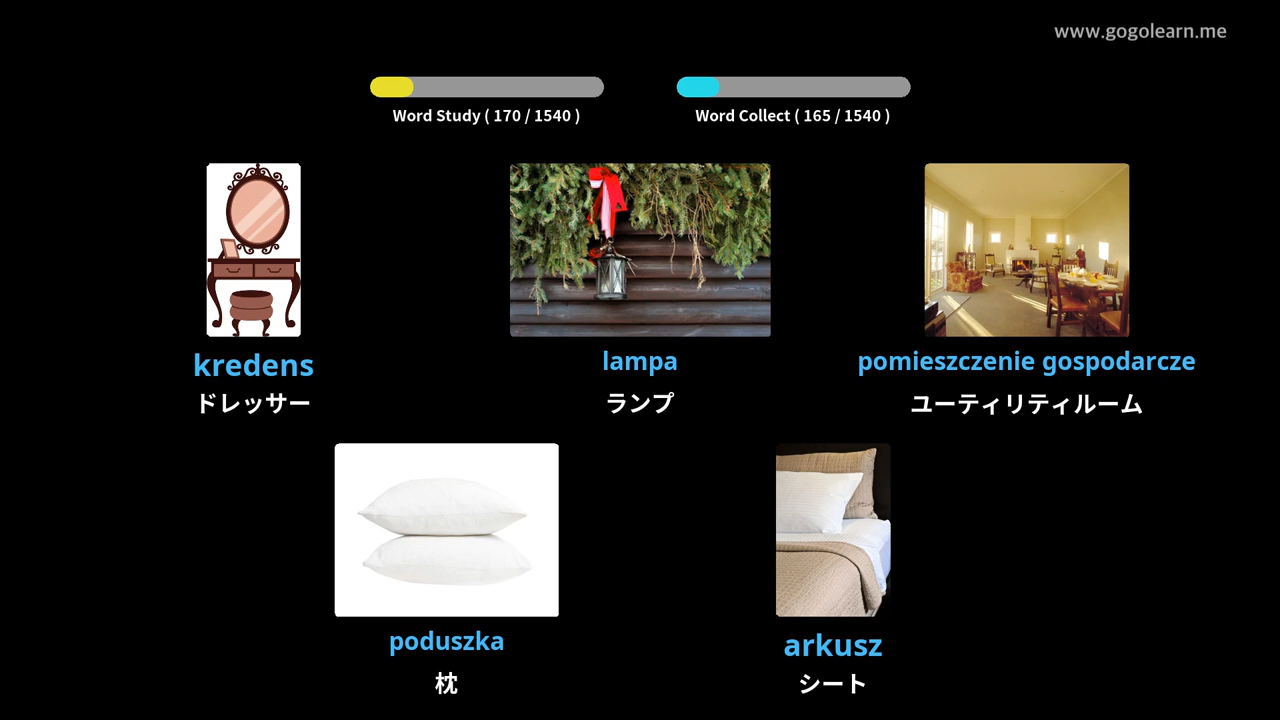 www.gogolearn.me
Word Study ( 170 / 1540 )
Word Collect ( 165 / 1540 )
kredens
ドレッサー
lampa
ランプ
pomieszczenie gospodarcze
ユーティリティルーム
poduszka
枕
arkusz
シート